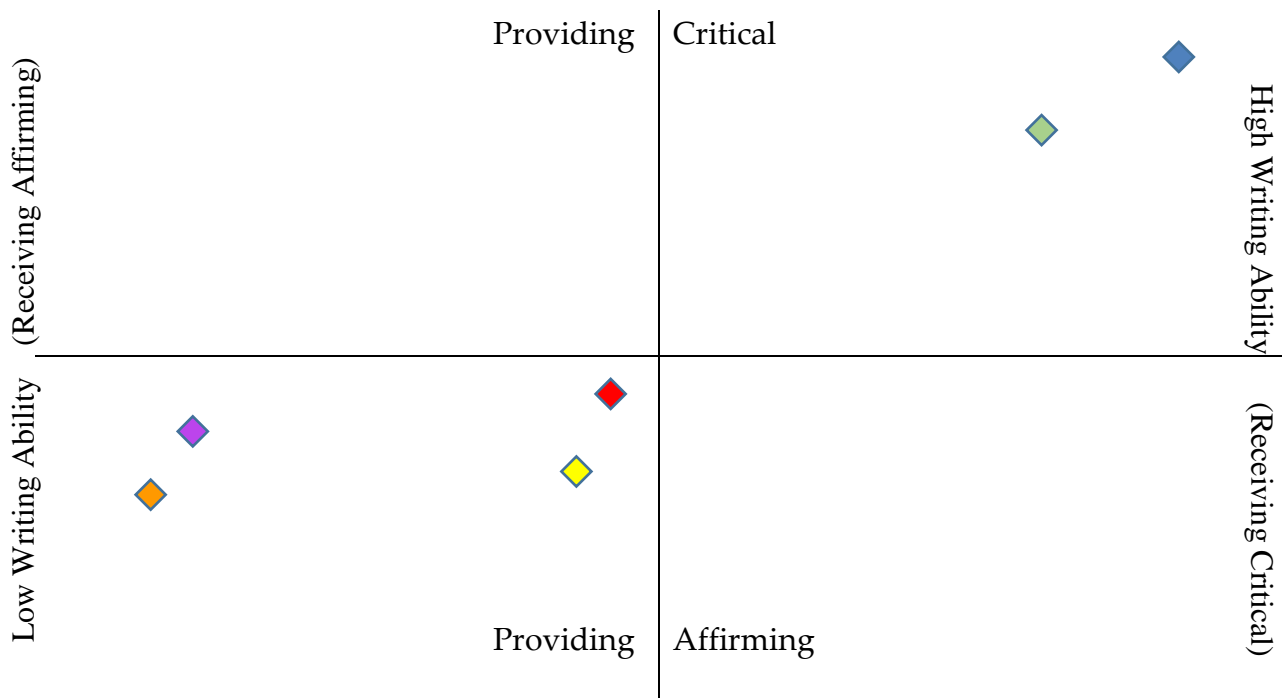 Providing Critical
(Receiving Affirming)
High Writing Ability
Low Writing Ability
(Receiving Critical)
Providing Affirming